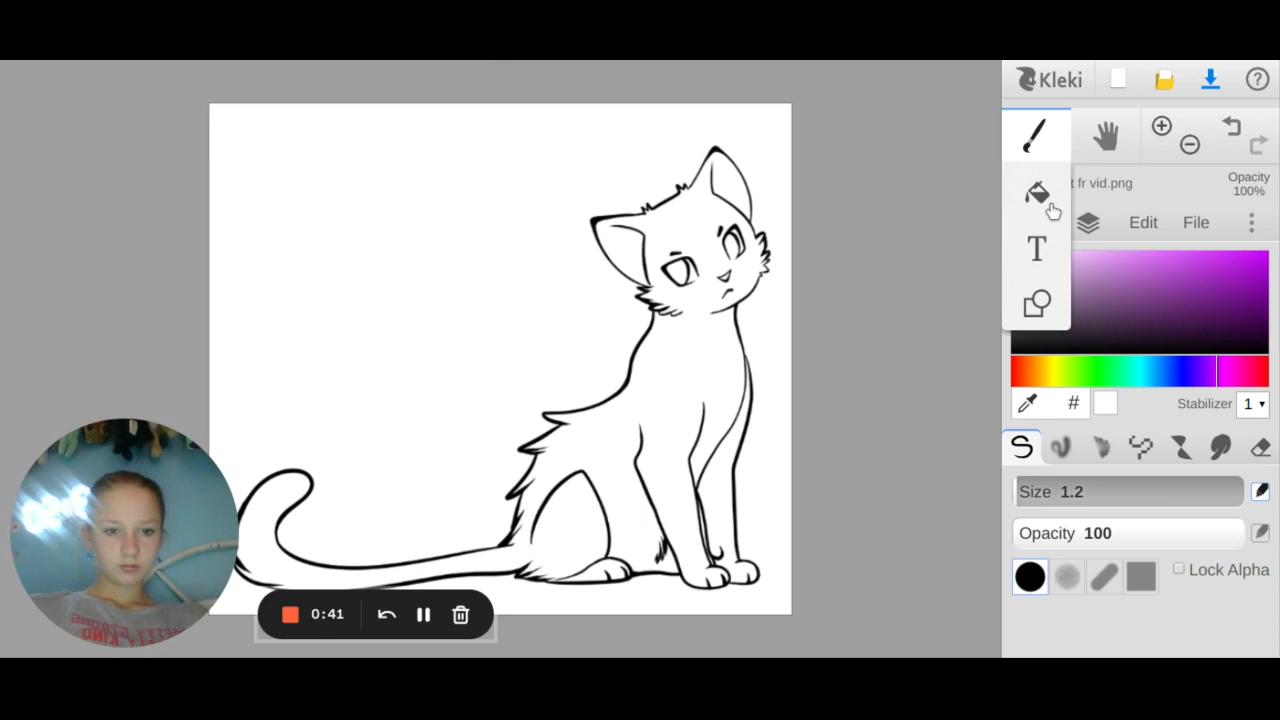 Kleki
t fr vid.png
Opacity
100%
T
Edit File
#
Stabilizer 1
Size 1.2
Opacity 100
Lock Alpha
0:41